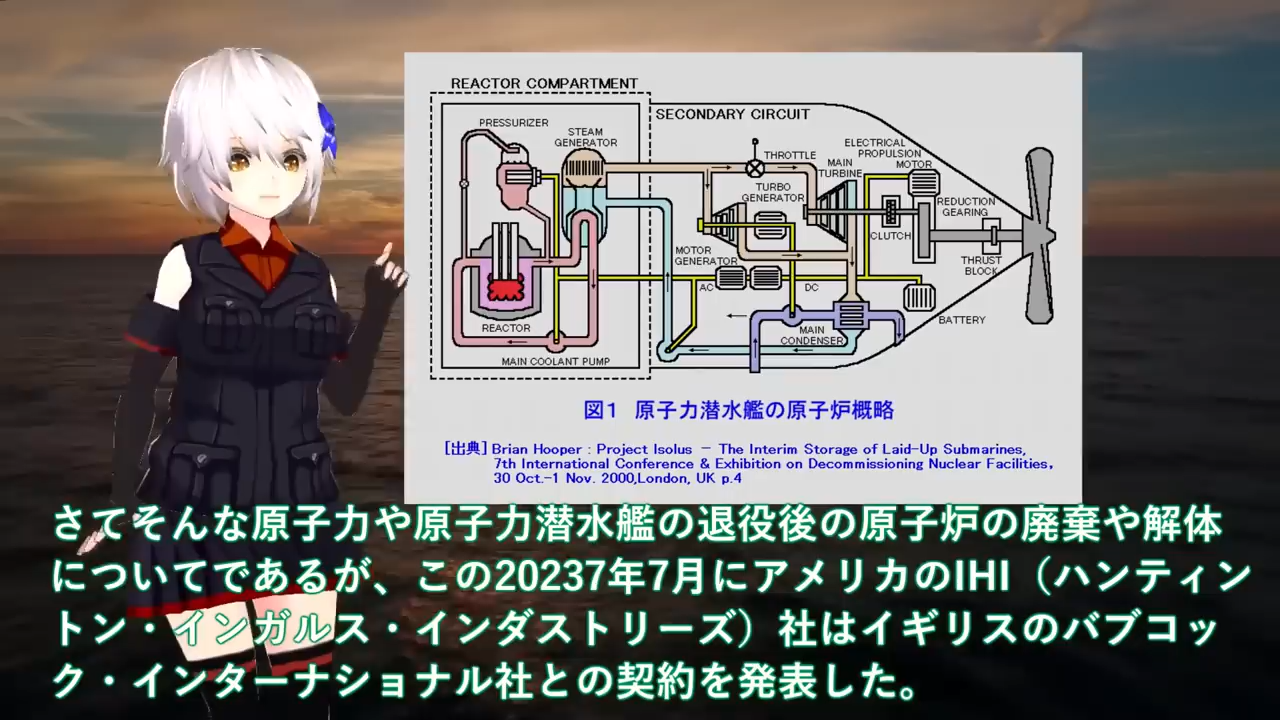 REACTOR COMPARTMENT
SECONDARY CIRCUIT
PRESSURIZER
STEAM
GENERATOR
THROTTLE
ELECTRICAL
PROPULSION
MOTOR
MAIN
TURBINE
TURBO
GENERATOR
REDUCTION
GEARING
CLUTCH
MOTOR
GENERATOR
THRUST
BLOCK
AC
DC
REACTOR
BATTERY
MAIN
CONDENSER
MAIN COOLANT PUMP
図1 原子力潜水艦の原子炉概略
[出典] Brian Hooper : Project Isolus － The Interim Storage of Laid-Up Submarines,
7th International Conference & Exhibition on Decommissioning Nuclear Facilities,
30 Oct.-1 Nov. 2000,London, UK p.4
さてそんな原子力や原子力潜水艦の退役後の原子炉の廃棄や解体
についてであるが、この20237年7月にアメリカのIHI（ハンティン
トン・インガルス・インダストリーズ）社はイギリスのバブコッ
ク・インターナショナル社との契約を発表した。